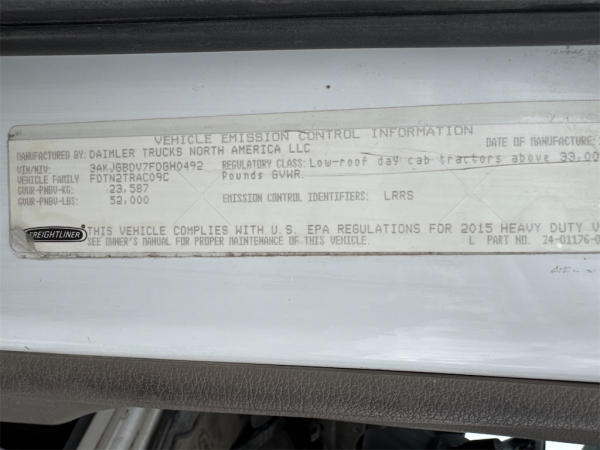 VEHICLE EMISSION CONTROL INFORMATION
MANUFACTURED BY: DAIMLER TRUCKS NORTH AMERICA LLC DATE OF MANUFACTURE:
VIN/NIV: 3AKJGBDV7FDGH0492 REGULATORY CLASS: Low-roof day cab tractors above 33,00
VEHICLE FAMILY FDTN2TRAC09C Pounds GVWR.
GVWR-PNBV-KG: 23,587
GVWR-PNBV-LBS: 52,000 EMISSION CONTROL IDENTIFIERS: LRRS
FREIGHTLINER THIS VEHICLE COMPLIES WITH U.S. EPA REGULATIONS FOR 2015 HEAVY DUTY V
SEE OWNER'S MANUAL FOR PROPER MAINTENANCE OF THIS VEHICLE. L PART NO. 24-01176-0